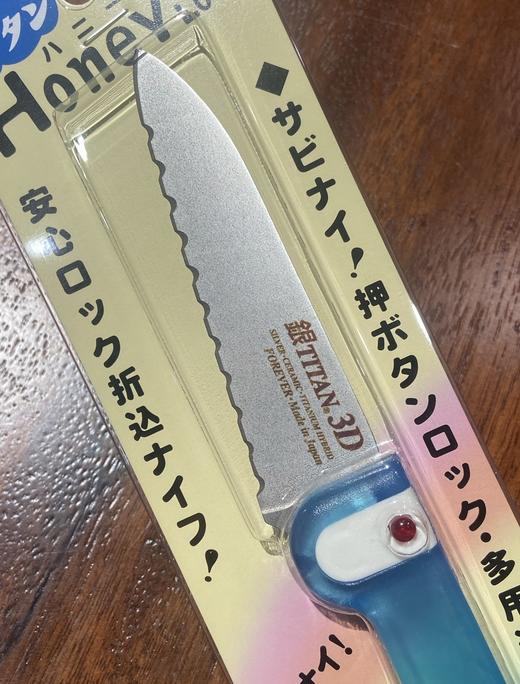 タン
ハニ
Honey
◆サビナイ!押ボタンロック・多用
安心ロック折込ナイフ!
銀TITAN® 3D
SILVER・CERAMIC・TITANIUM HYBRID
FOREVER・Made in Japan
ナイ!